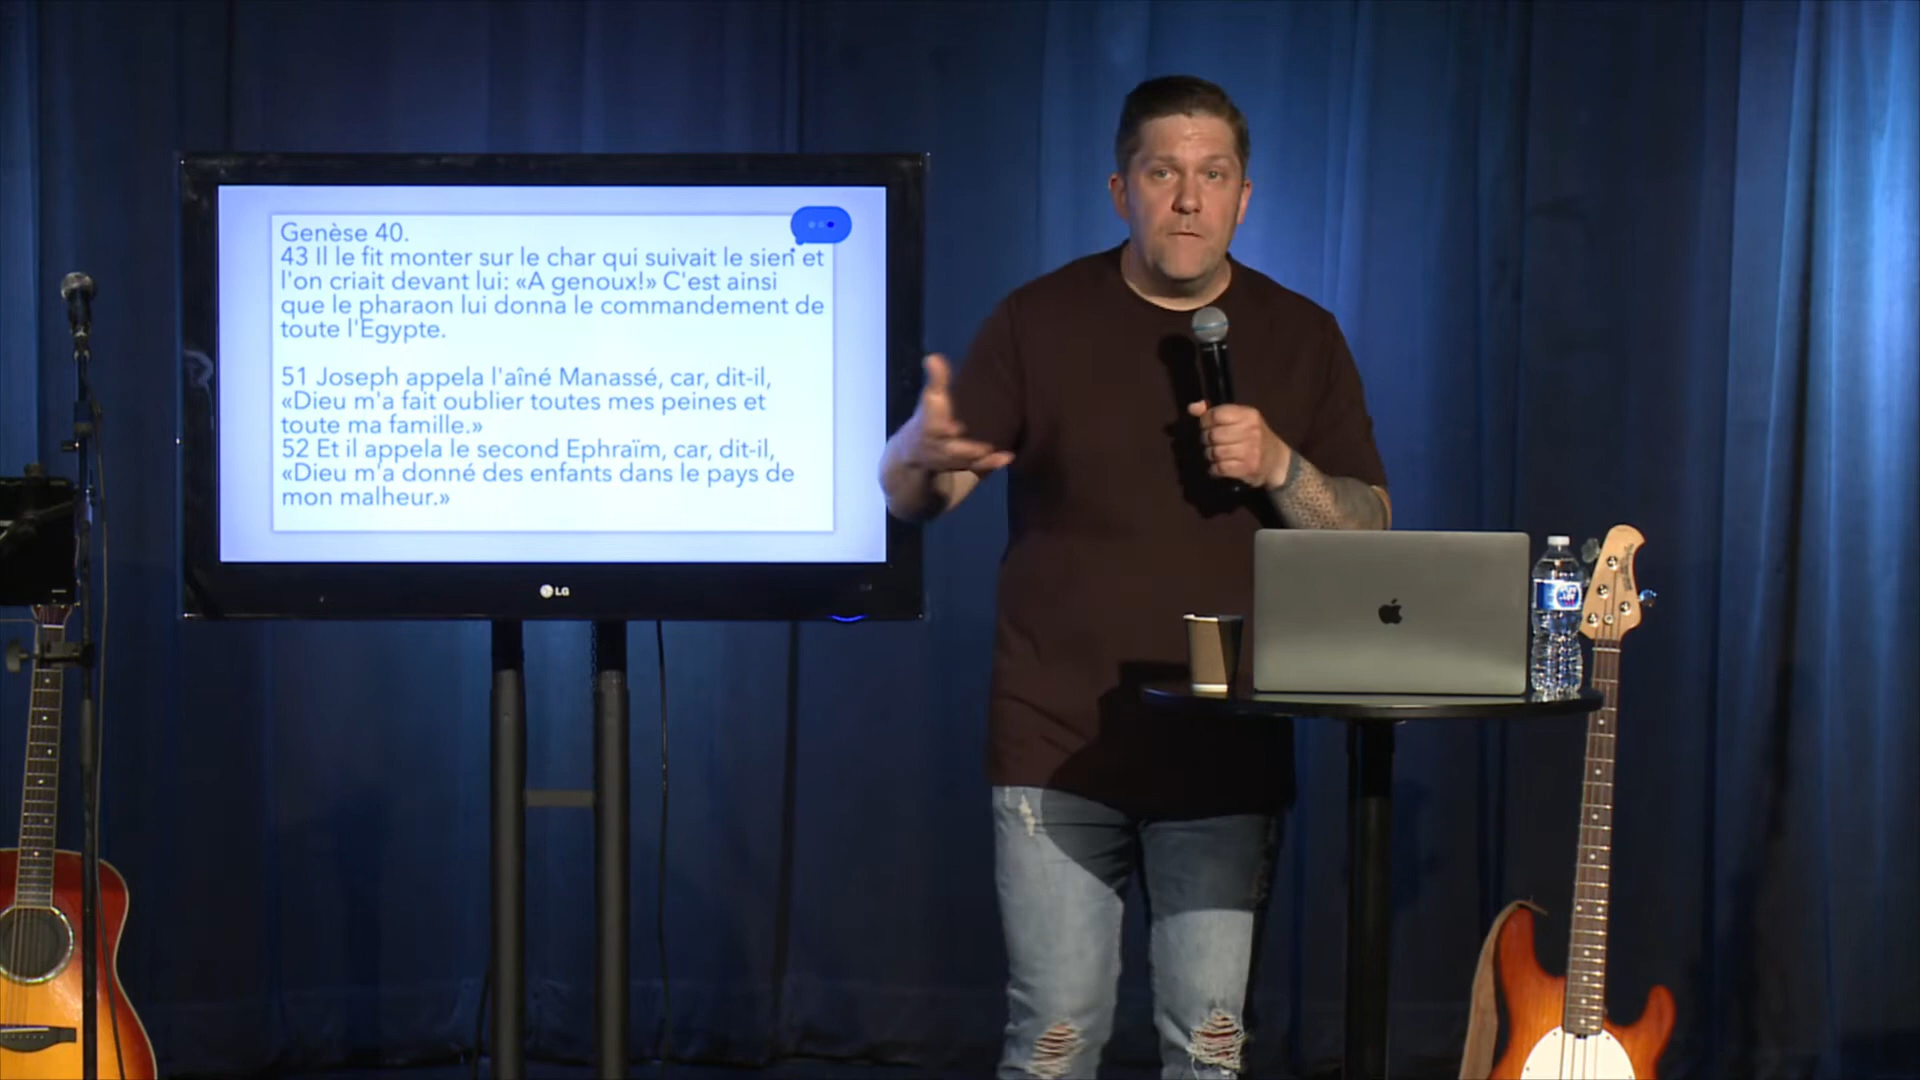 Genèse 40.
43 Il le fit monter sur le char qui suivait le sien et
l'on criait devant lui: «A genoux!» C'est ainsi
que le pharaon lui donna le commandement de
toute l'Egypte.
51 Joseph appela l'aîné Manassé, car, dit-il,
«Dieu m'a fait oublier toutes mes peines et
toute ma famille.»
52 Et il appela le second Ephraïm, car, dit-il,
«Dieu m'a donné des enfants dans le pays de
mon malheur.»
LG